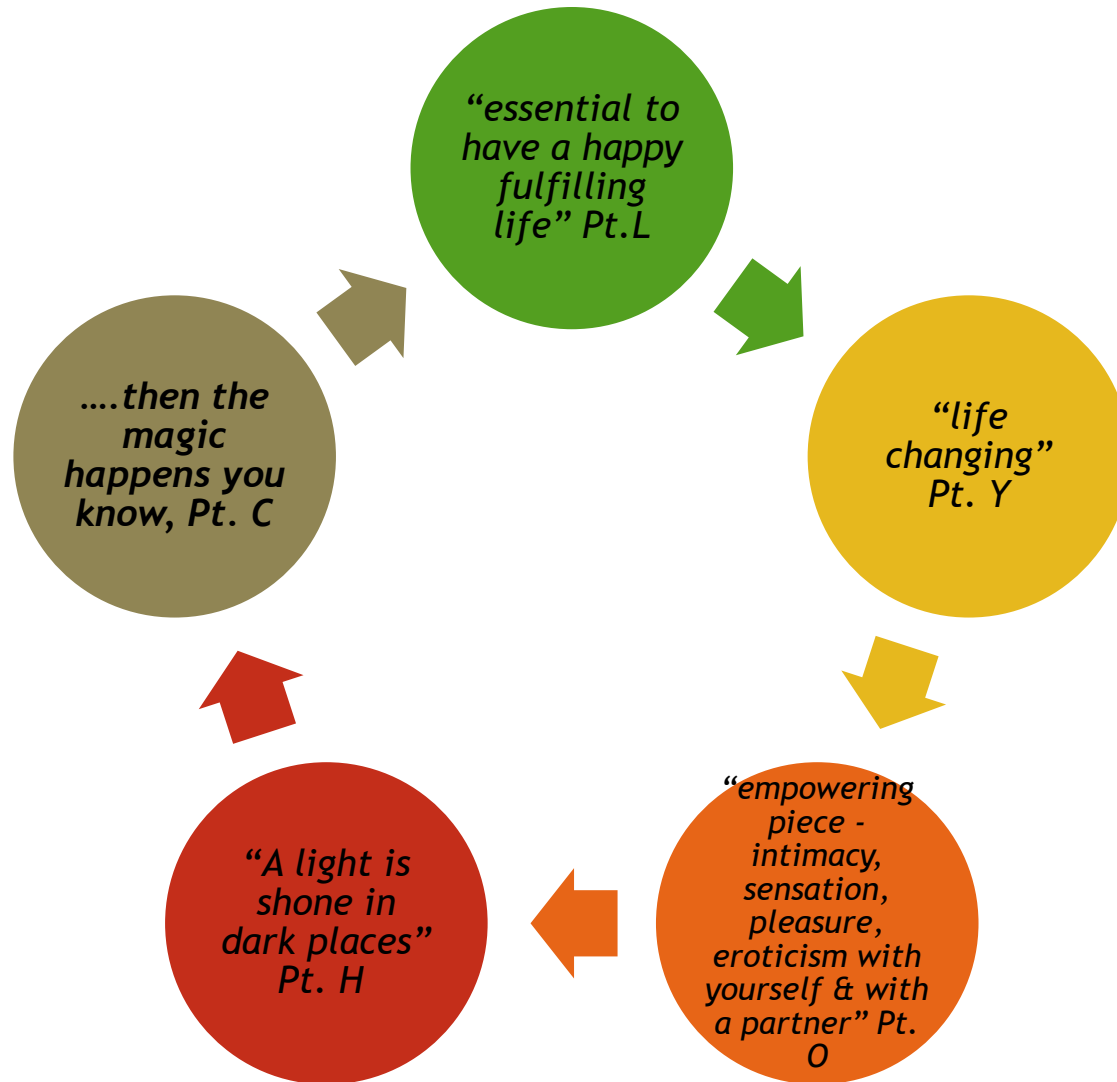 “essential to
have a happy
fulfilling
life” Pt.L
“life
changing”
Pt. Y
“empowering
piece -
intimacy,
sensation,
pleasure,
eroticism with
yourself & with
a partner” Pt.
O
“A light is
shone in
dark places”
Pt. H
….then the
magic
happens you
know, Pt. C